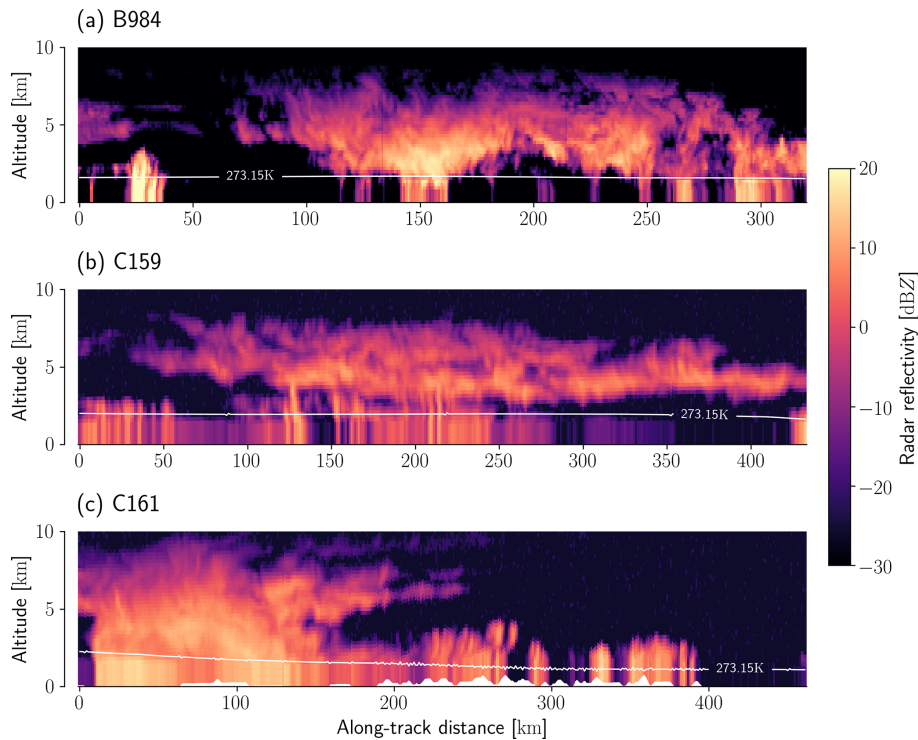 (a) B984
10
5
0
Altitude [km]
273.15K
0 50 100 150 200 250 300
(b) C159
10
5
0
Altitude [km]
273.15K
0 50 100 150 200 250 300 350 400
(c) C161
10
5
0
Altitude [km]
273.15K
0 100 200 300 400
Along-track distance [km]
20
10
0
−10
−20
−30
Radar reflectivity [dBZ]